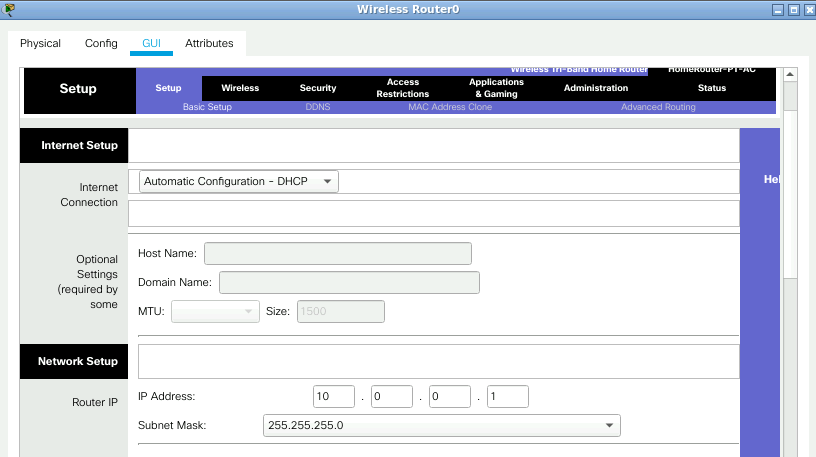 Wireless Router0
Physical Config GUI Attributes
Wireless Tri-Band Home Router HomeRouter-PT-AC
Setup
Setup Wireless Security Access Restrictions Applications & Gaming Administration Status
Basic Setup DDNS MAC Address Clone Advanced Routing
Internet Setup
Internet Connection
Automatic Configuration - DHCP
Hel
Optional Settings (required by some
Host Name:
Domain Name:
MTU: Size: 1500
Network Setup
Router IP
IP Address: 10 . 0 . 0 . 1
Subnet Mask: 255.255.255.0